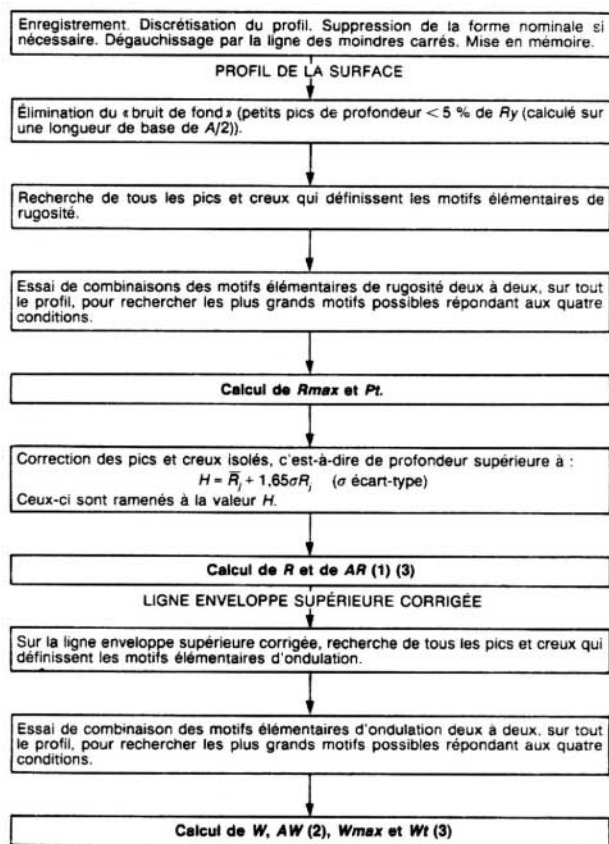 Enregistrement. Discrétisation du profil. Suppression de la forme nominale si
nécessaire. Dégauchissage par la ligne des moindres carrés. Mise en mémoire.
PROFIL DE LA SURFACE
Élimination du « bruit de fond » (petits pics de profondeur < 5 % de Ry (calculé sur
une longueur de base de A/2)).
Recherche de tous les pics et creux qui définissent les motifs élémentaires de
rugosité.
Essai de combinaisons des motifs élémentaires de rugosité deux à deux, sur tout
le profil, pour rechercher les plus grands motifs possibles répondant aux quatre
conditions.
Calcul de Rmax et Pt.
Correction des pics et creux isolés, c'est-à-dire de profondeur supérieure à :
H = R̅j + 1,65σRj (σ écart-type)
Ceux-ci sont ramenés à la valeur H.
Calcul de R et de AR (1) (3)
LIGNE ENVELOPPE SUPÉRIEURE CORRIGÉE
Sur la ligne enveloppe supérieure corrigée, recherche de tous les pics et creux qui
définissent les motifs élémentaires d'ondulation.
Essai de combinaison des motifs élémentaires d'ondulation deux à deux, sur tout
le profil, pour rechercher les plus grands motifs possibles répondant aux quatre
conditions.
Calcul de W, AW (2), Wmax et Wt (3)